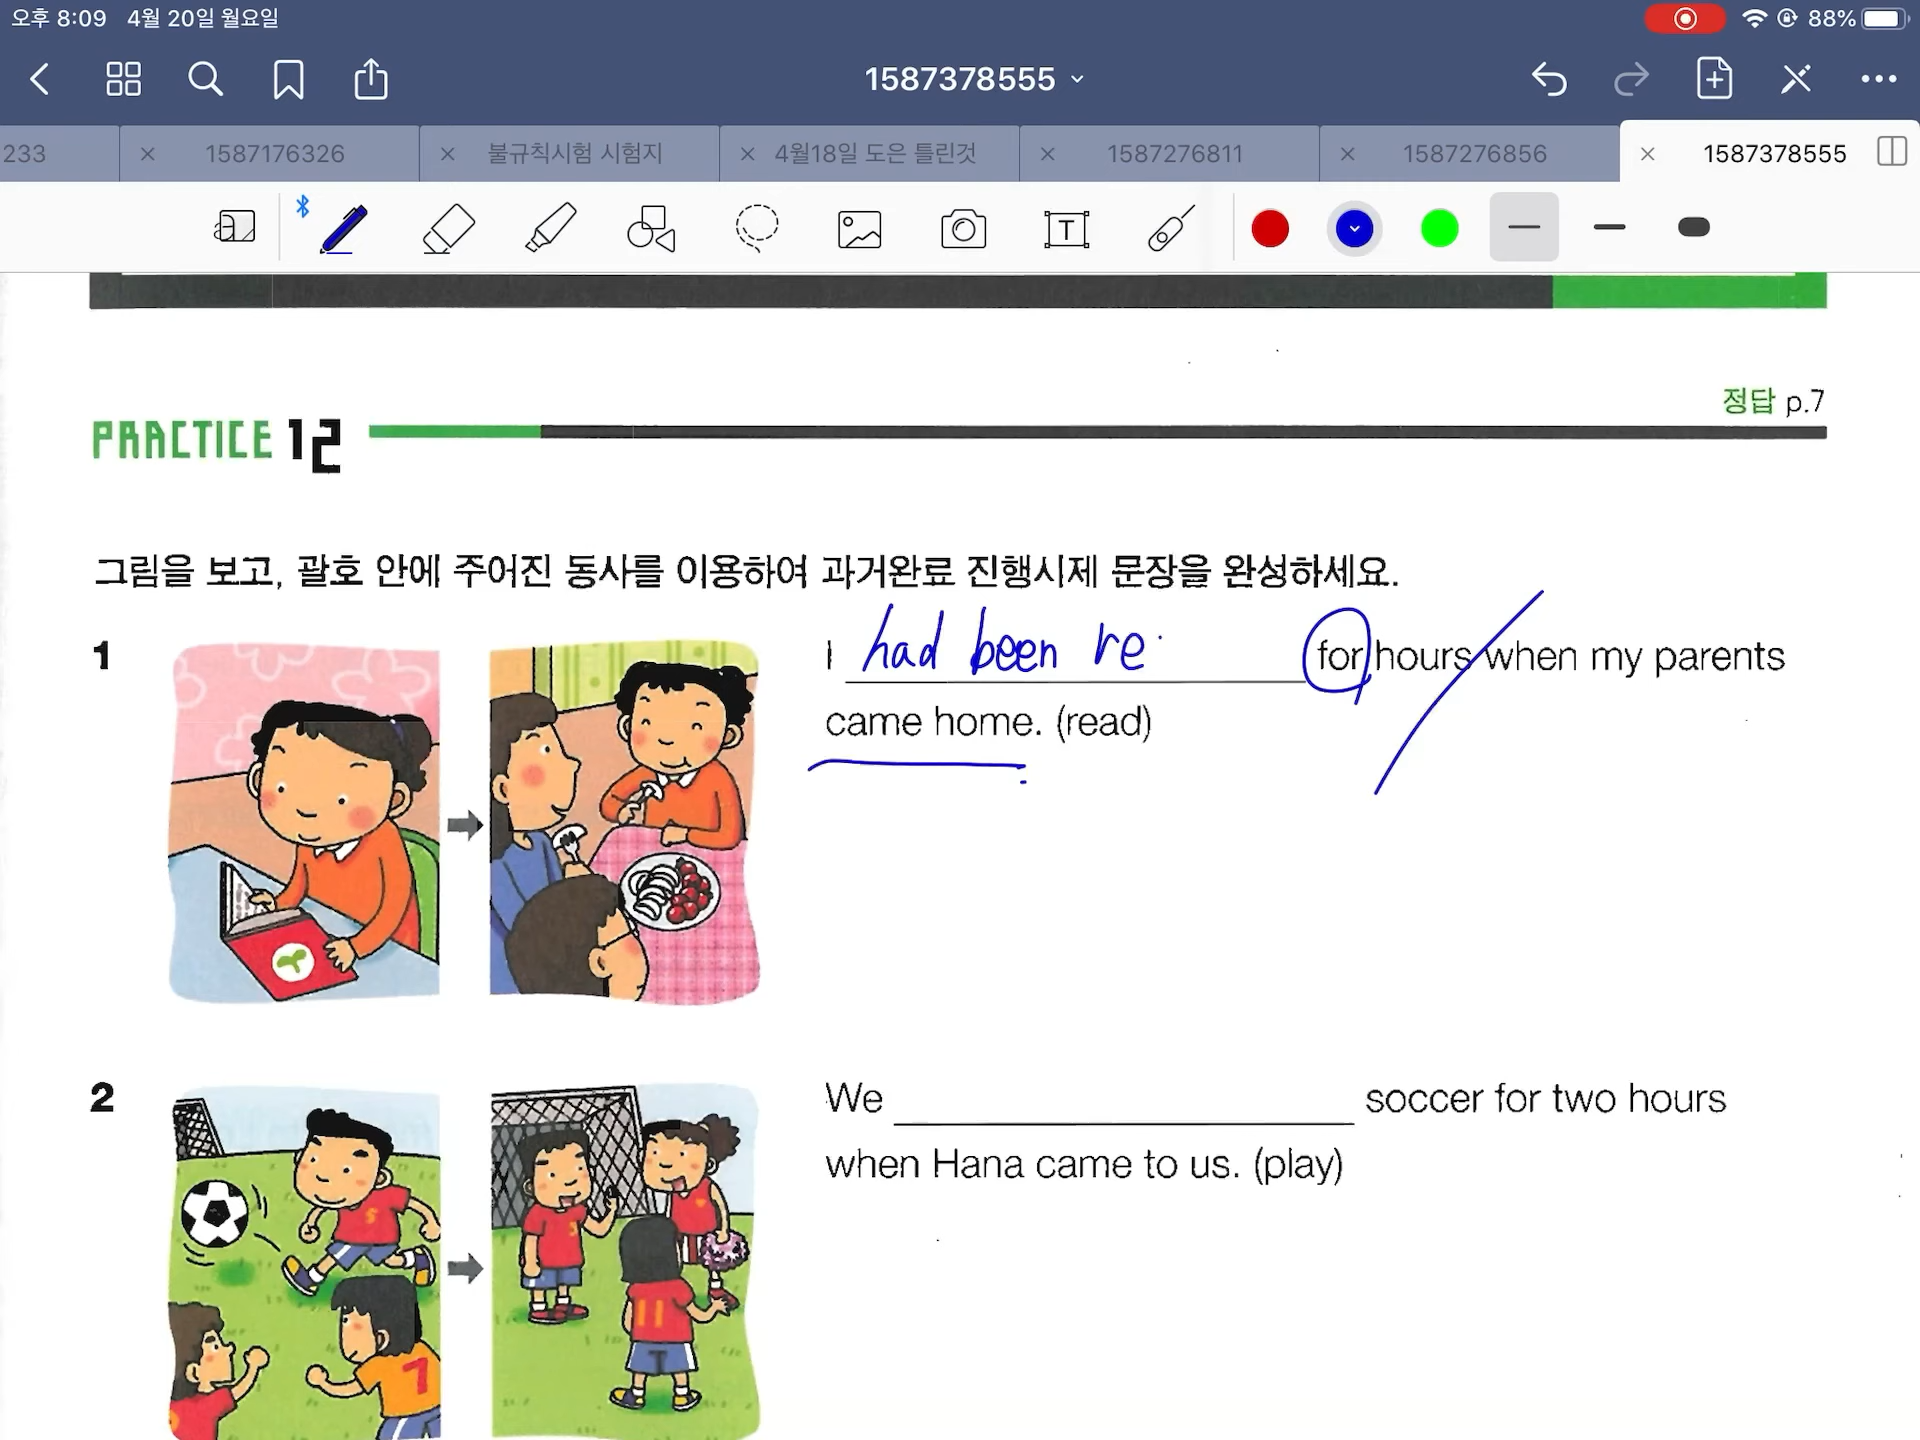 오후 8:09 4월 20일 월요일 88%
1587378555
233 1587176326 불규칙시험 시험지 4월18일 도은 틀린것 1587276811 1587276856 1587378555
T
정답 p.7
PRACTICE 12
그림을 보고, 괄호 안에 주어진 동사를 이용하여 과거완료 진행시제 문장을 완성하세요.
1
I had been re for hours when my parents
came home. (read)
2
We soccer for two hours
when Hana came to us. (play)
S
7
11